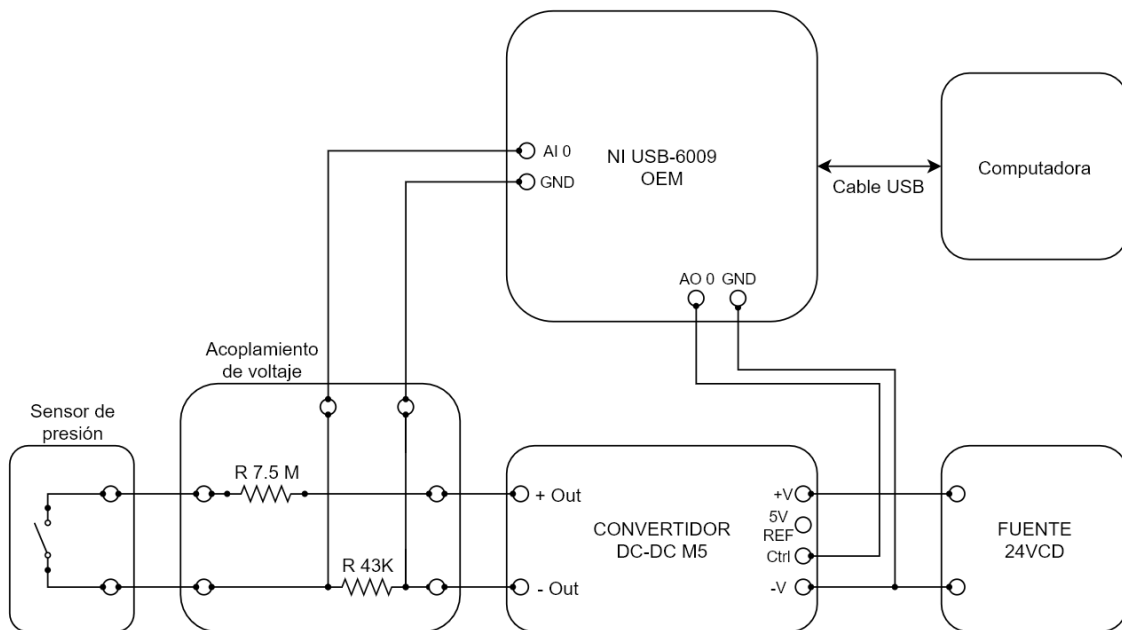 AI 0
GND
NI USB-6009
OEM
Cable USB
Computadora
AO 0
GND
Acoplamiento
de voltaje
Sensor de
presión
R 7.5 M
R 43K
+ Out
- Out
CONVERTIDOR
DC-DC M5
+V
5V
REF
Ctrl
-V
FUENTE
24VCD